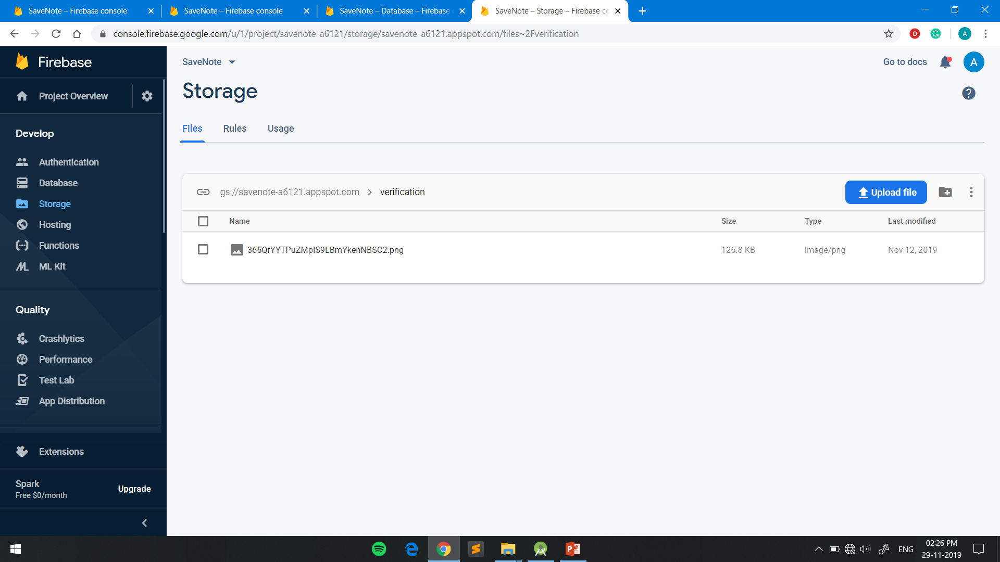 SaveNote – Firebase console
SaveNote – Firebase console
SaveNote – Database – Firebase
SaveNote – Storage – Firebase co
console.firebase.google.com/u/1/project/savenote-a6121/storage/savenote-a6121.appspot.com/files~2Fverification
D
G
A
Firebase
SaveNote
Go to docs
A
Project Overview
Storage
?
Files
Rules
Usage
Develop
Authentication
Database
Storage
Hosting
Functions
ML Kit
gs://savenote-a6121.appspot.com
verification
Upload file
Name
Size
Type
Last modified
365QrYYTPuZMpIS9LBmYkenNBSC2.png
126.8 KB
image/png
Nov 12, 2019
Quality
Crashlytics
Performance
Test Lab
App Distribution
Extensions
Spark
Free $0/month
Upgrade
ENG
02:26 PM
29-11-2019